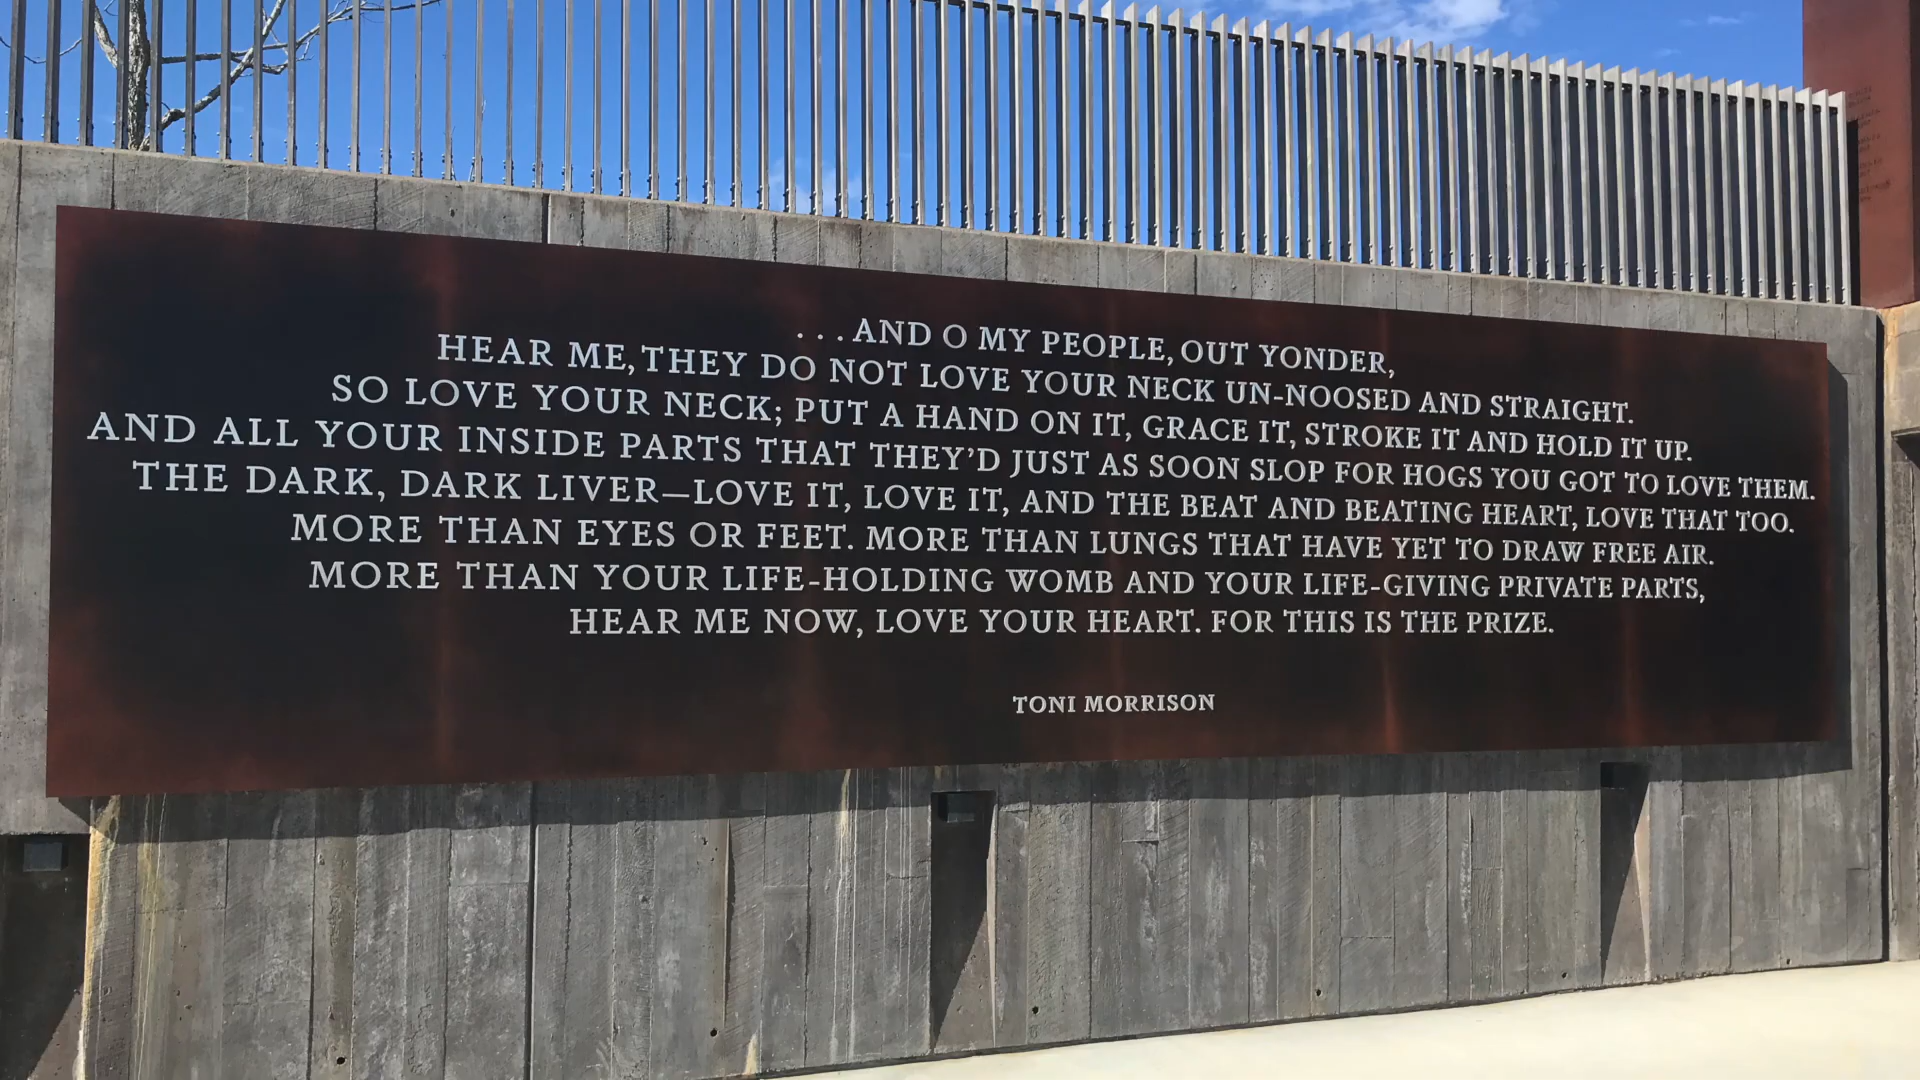 . . . AND O MY PEOPLE, OUT YONDER,
HEAR ME, THEY DO NOT LOVE YOUR NECK UN-NOOSED AND STRAIGHT.
SO LOVE YOUR NECK; PUT A HAND ON IT, GRACE IT, STROKE IT AND HOLD IT UP.
AND ALL YOUR INSIDE PARTS THAT THEY'D JUST AS SOON SLOP FOR HOGS YOU GOT TO LOVE THEM.
THE DARK, DARK LIVER—LOVE IT, LOVE IT, AND THE BEAT AND BEATING HEART, LOVE THAT TOO.
MORE THAN EYES OR FEET. MORE THAN LUNGS THAT HAVE YET TO DRAW FREE AIR.
MORE THAN YOUR LIFE-HOLDING WOMB AND YOUR LIFE-GIVING PRIVATE PARTS,
HEAR ME NOW, LOVE YOUR HEART. FOR THIS IS THE PRIZE.
TONI MORRISON